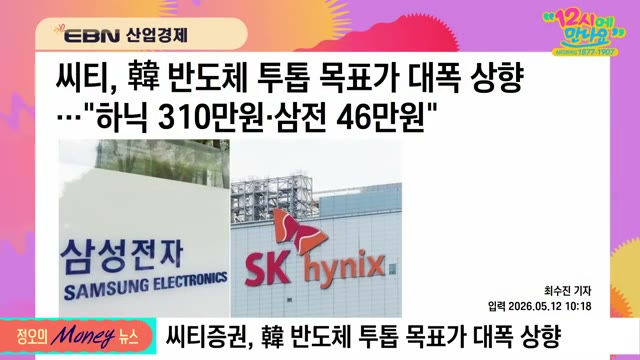 EBN 산업경제
"12시에 만나요"
1877-1907
씨티, 韓 반도체 투톱 목표가 대폭 상향
…"하닉 310만원·삼전 46만원"
삼성전자
SAMSUNG ELECTRONICS
SK hynix
최수진 기자
입력 2026.05.12 10:18
정오의 Money 뉴스
씨티증권, 韓 반도체 투톱 목표가 대폭 상향